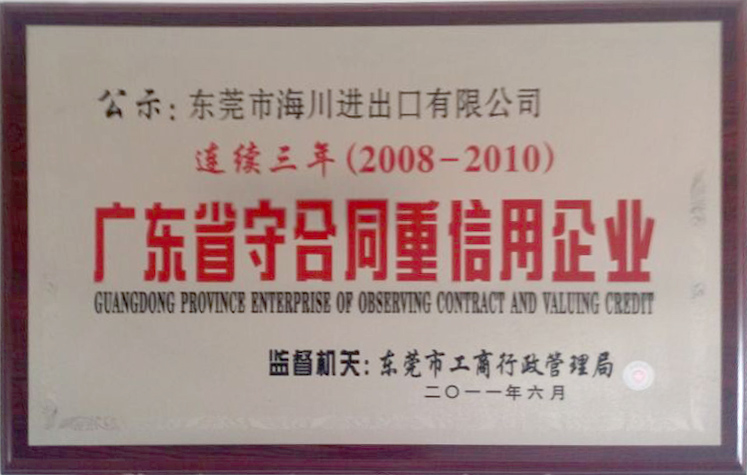 公示：东莞市海川进出口有限公司
连续三年(2008-2010)
广东省守合同重信用企业
GUANGDONG PROVINCE ENTERPRISE OF OBSERVING CONTRACT AND VALUING CREDIT
监督机关：东莞市工商行政管理局
二〇一一年六月